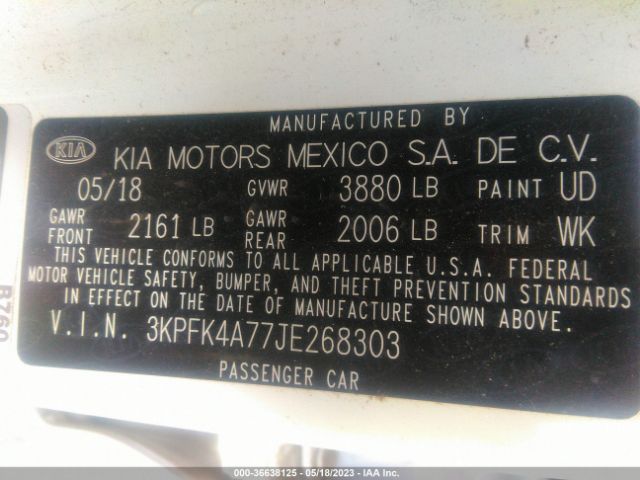 MANUFACTURED BY
KIA KIA MOTORS MEXICO S.A. DE C.V.
05/18 GVWR 3880 LB PAINT UD
GAWR FRONT 2161 LB GAWR REAR 2006 LB TRIM WK
THIS VEHICLE CONFORMS TO ALL APPLICABLE U.S.A. FEDERAL
MOTOR VEHICLE SAFETY, BUMPER, AND THEFT PREVENTION STANDARDS
IN EFFECT ON THE DATE OF MANUFACTURE SHOWN ABOVE.
V.I.N. 3KPFK4A77JE268303
PASSENGER CAR
B760
000-36638125 - 05/18/2023 - IAA Inc.